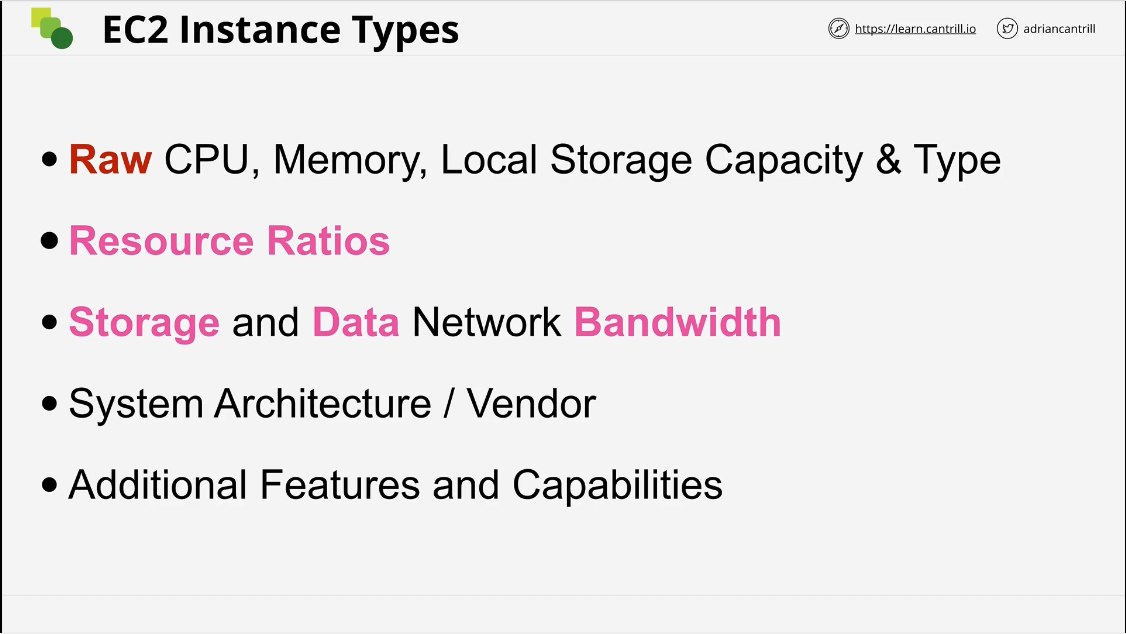 EC2 Instance Types
https://learn.cantrill.io
adriancantrill
• Raw CPU, Memory, Local Storage Capacity & Type
• Resource Ratios
• Storage and Data Network Bandwidth
• System Architecture / Vendor
• Additional Features and Capabilities